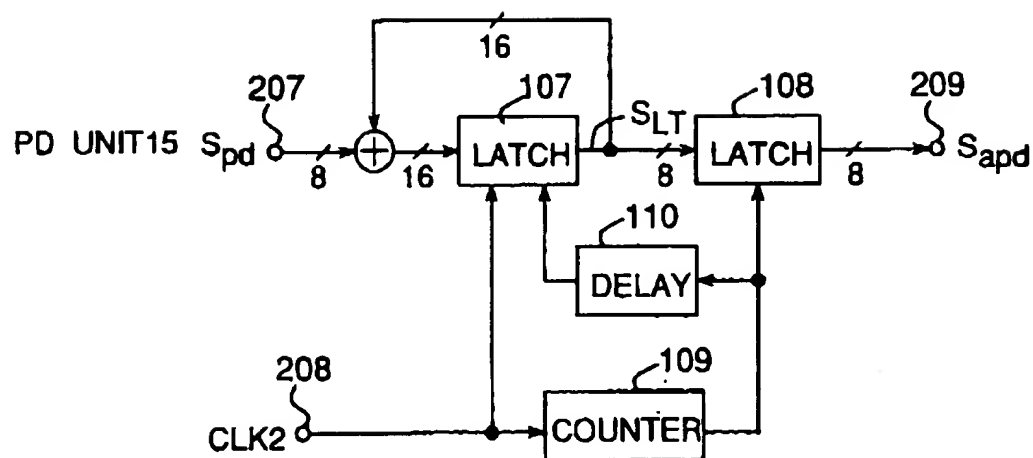 16
207
107
108
209
PD UNIT15 Spd
8
16
LATCH
SLT
8
LATCH
8
Sapd
110
DELAY
208
109
CLK2
COUNTER